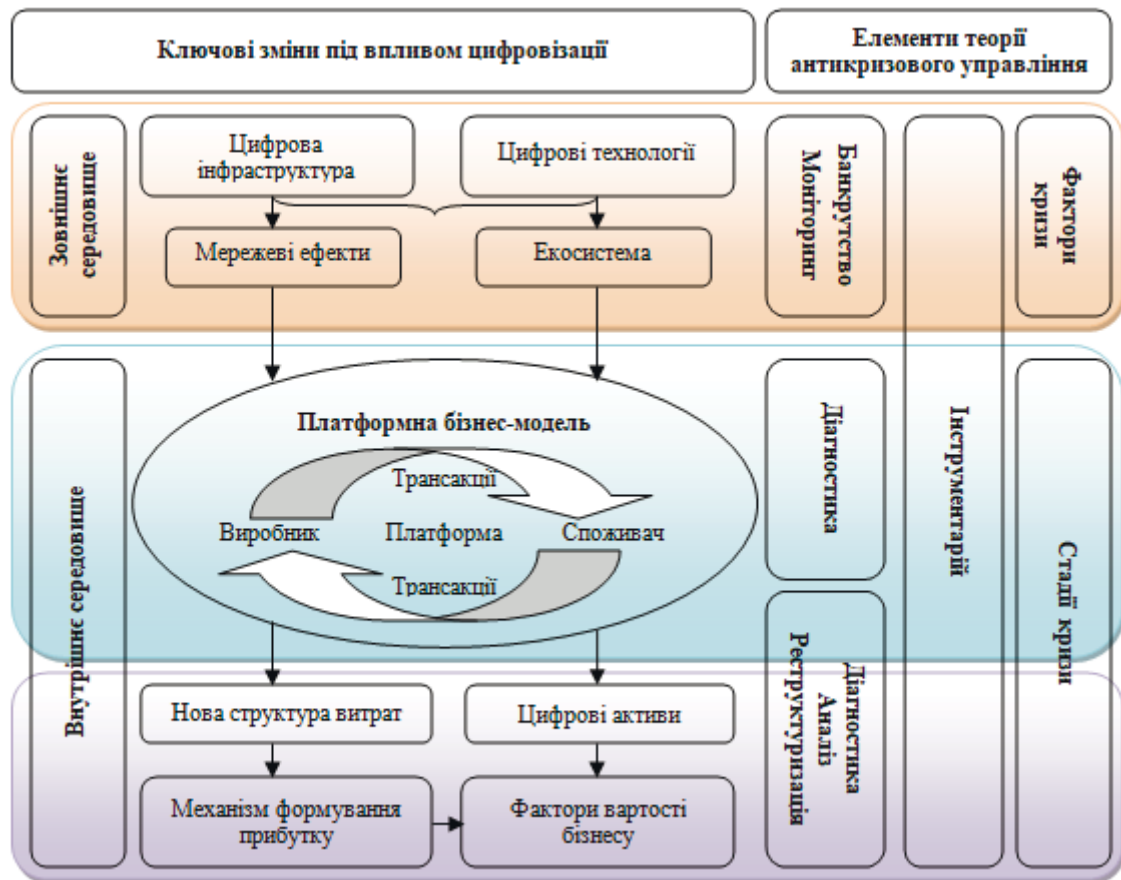 Ключові зміни під впливом цифровізації
Елементи теорії
антикризового управління
Зовнішнє
середовище
Цифрова
інфраструктура
Цифрові технології
Мережеві ефекти
Екосистема
Банкрутство
Моніторинг
Фактори
кризи
Внутрішнє середовище
Платформна бізнес-модель
Трансакції
Виробник
Платформа
Споживач
Трансакції
Діагностика
Інструментарій
Стадії кризи
Нова структура витрат
Цифрові активи
Механізм формування
прибутку
Фактори вартості
бізнесу
Діагностика
Аналіз
Реструктуризація